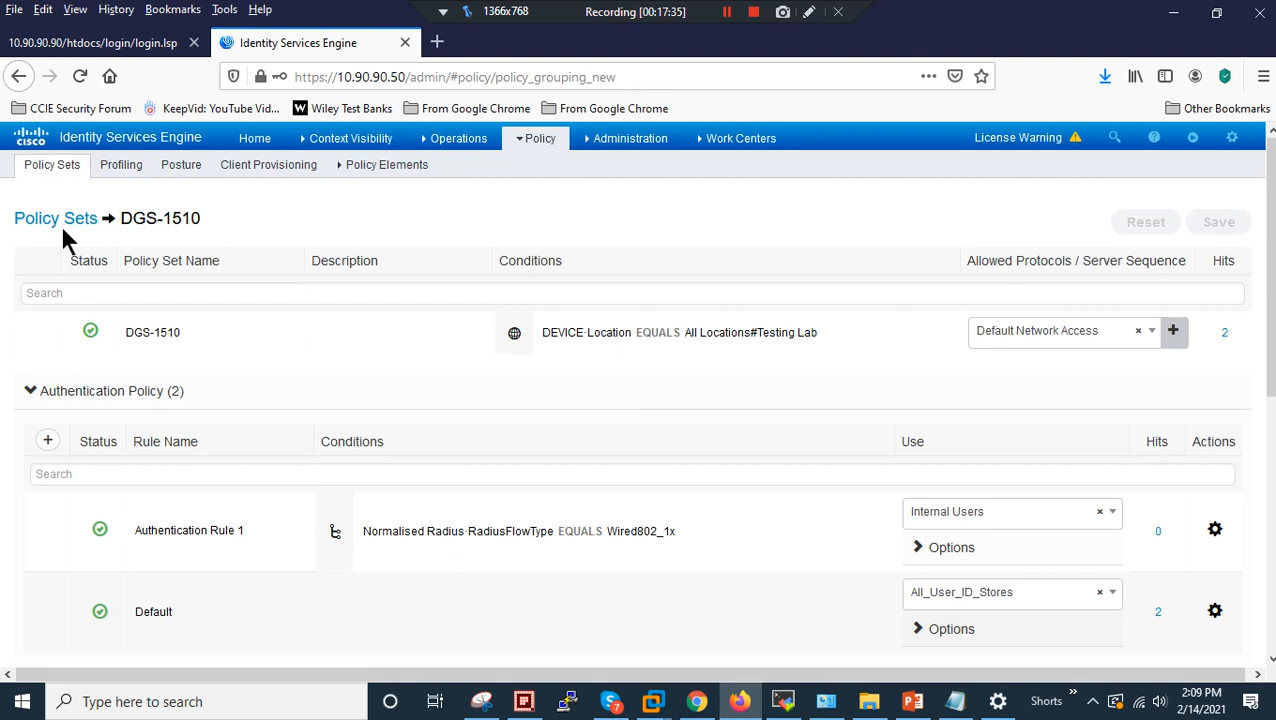 File Edit View History Bookmarks Tools Help
1366x768 Recording [00:17:35]
10.90.90.90/htdocs/login/login.lsp
Identity Services Engine
https://10.90.90.50/admin/#policy/policy_grouping_new
CCIE Security Forum KeepVid: YouTube Vid... Wiley Test Banks From Google Chrome From Google Chrome Other Bookmarks
CISCO Identity Services Engine Home Context Visibility Operations Policy Administration Work Centers License Warning
Policy Sets Profiling Posture Client Provisioning Policy Elements
Policy Sets → DGS-1510 Reset Save
Status Policy Set Name Description Conditions Allowed Protocols / Server Sequence Hits
Search
DGS-1510 DEVICE·Location EQUALS All Locations#Testing Lab Default Network Access × + 2
Authentication Policy (2)
+ Status Rule Name Conditions Use Hits Actions
Search
Authentication Rule 1 Normalised Radius·RadiusFlowType EQUALS Wired802_1x Internal Users × 0
Options
Default All_User_ID_Stores × 2
Options
Type here to search Shorts 2:09 PM
2/14/2021